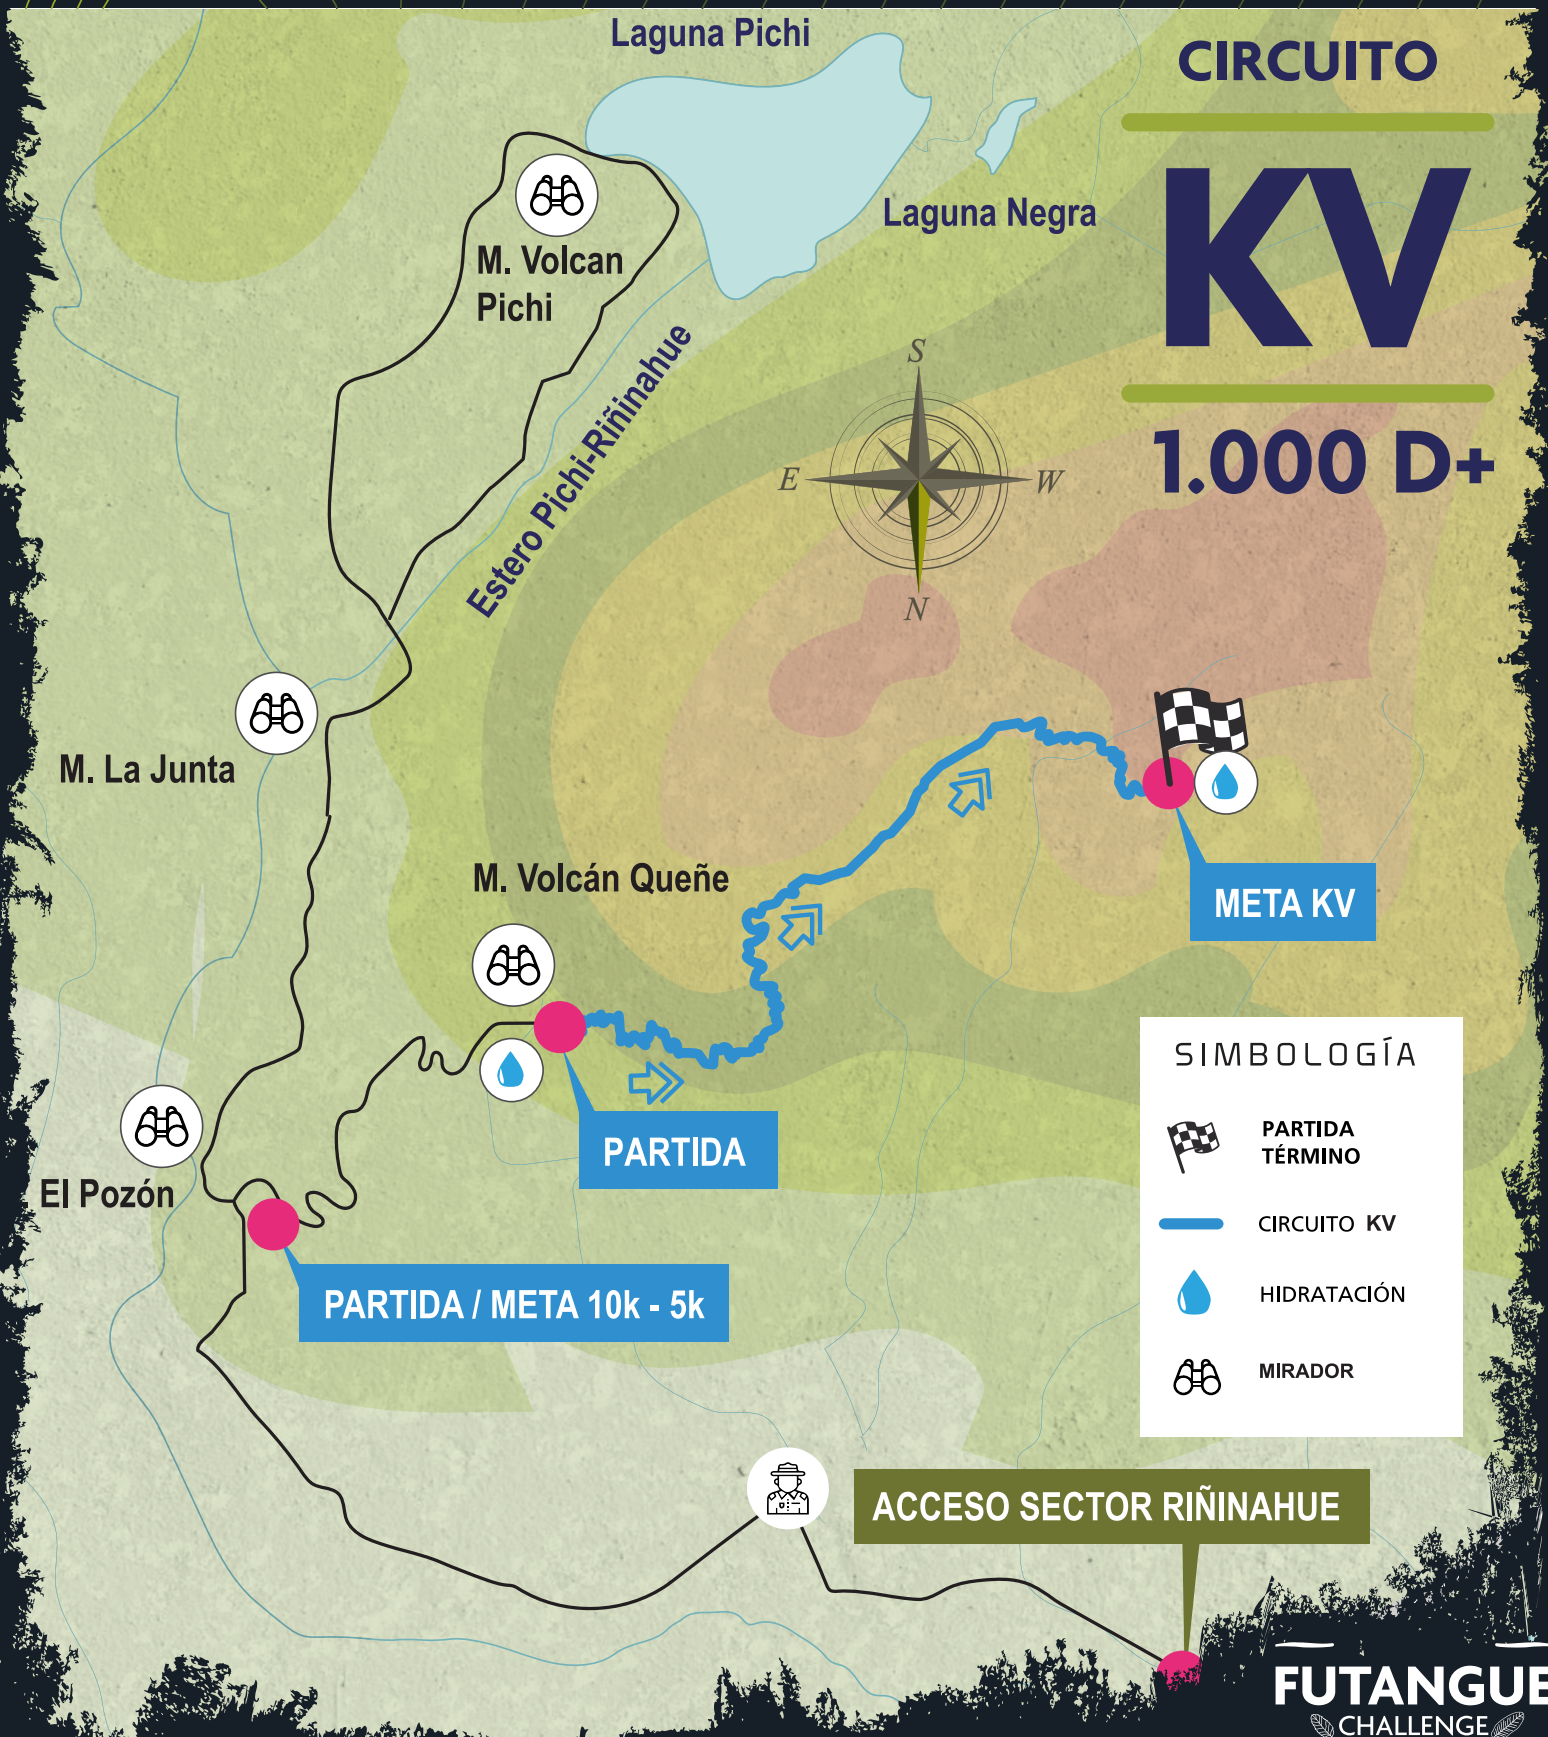 Laguna Pichi
CIRCUITO
KV
1.000 D+
Laguna Negra
M. Volcan
Pichi
Estero Pichi-Riñinahue
S
E
W
N
M. La Junta
M. Volcán Queñe
META KV
PARTIDA
El Pozón
PARTIDA / META 10k - 5k
SIMBOLOGÍA
PARTIDA
TÉRMINO
CIRCUITO KV
HIDRATACIÓN
MIRADOR
ACCESO SECTOR RIÑINAHUE
FUTANGUE
CHALLENGE